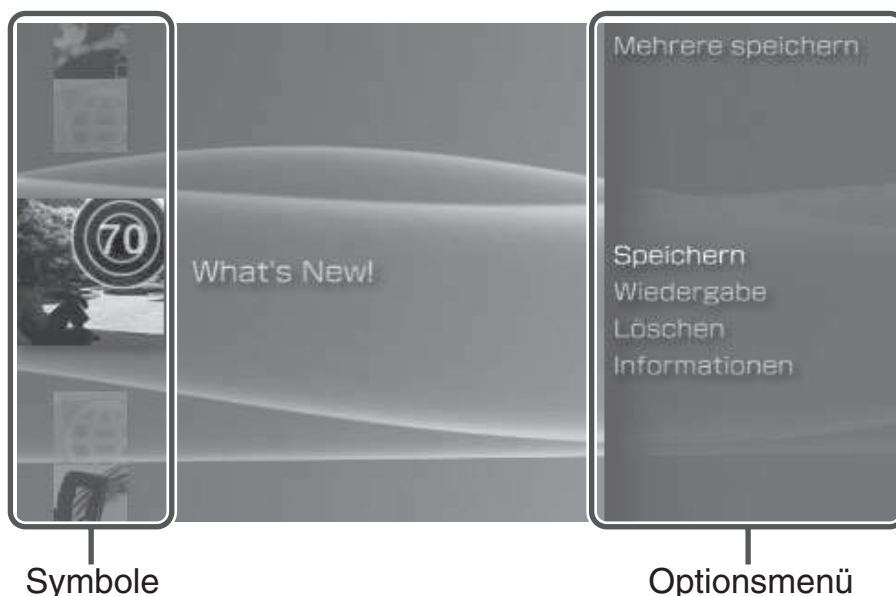 Mehrere speichern
70
What's New!
Speichern
Wiedergabe
Löschen
Informationen
Symbole
Optionsmenü